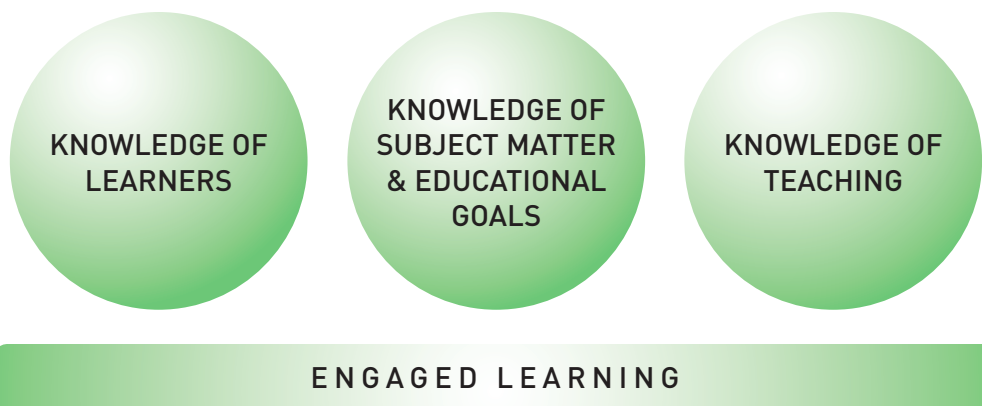 KNOWLEDGE OF
LEARNERS
KNOWLEDGE OF
SUBJECT MATTER
& EDUCATIONAL
GOALS
KNOWLEDGE OF
TEACHING
ENGAGED LEARNING